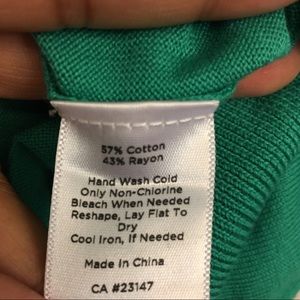 57% Cotton
43% Rayon
Hand Wash Cold
Only Non-Chlorine
Bleach When Needed
Reshape, Lay Flat To
Dry
Cool Iron, If Needed
Made In China
CA #23147